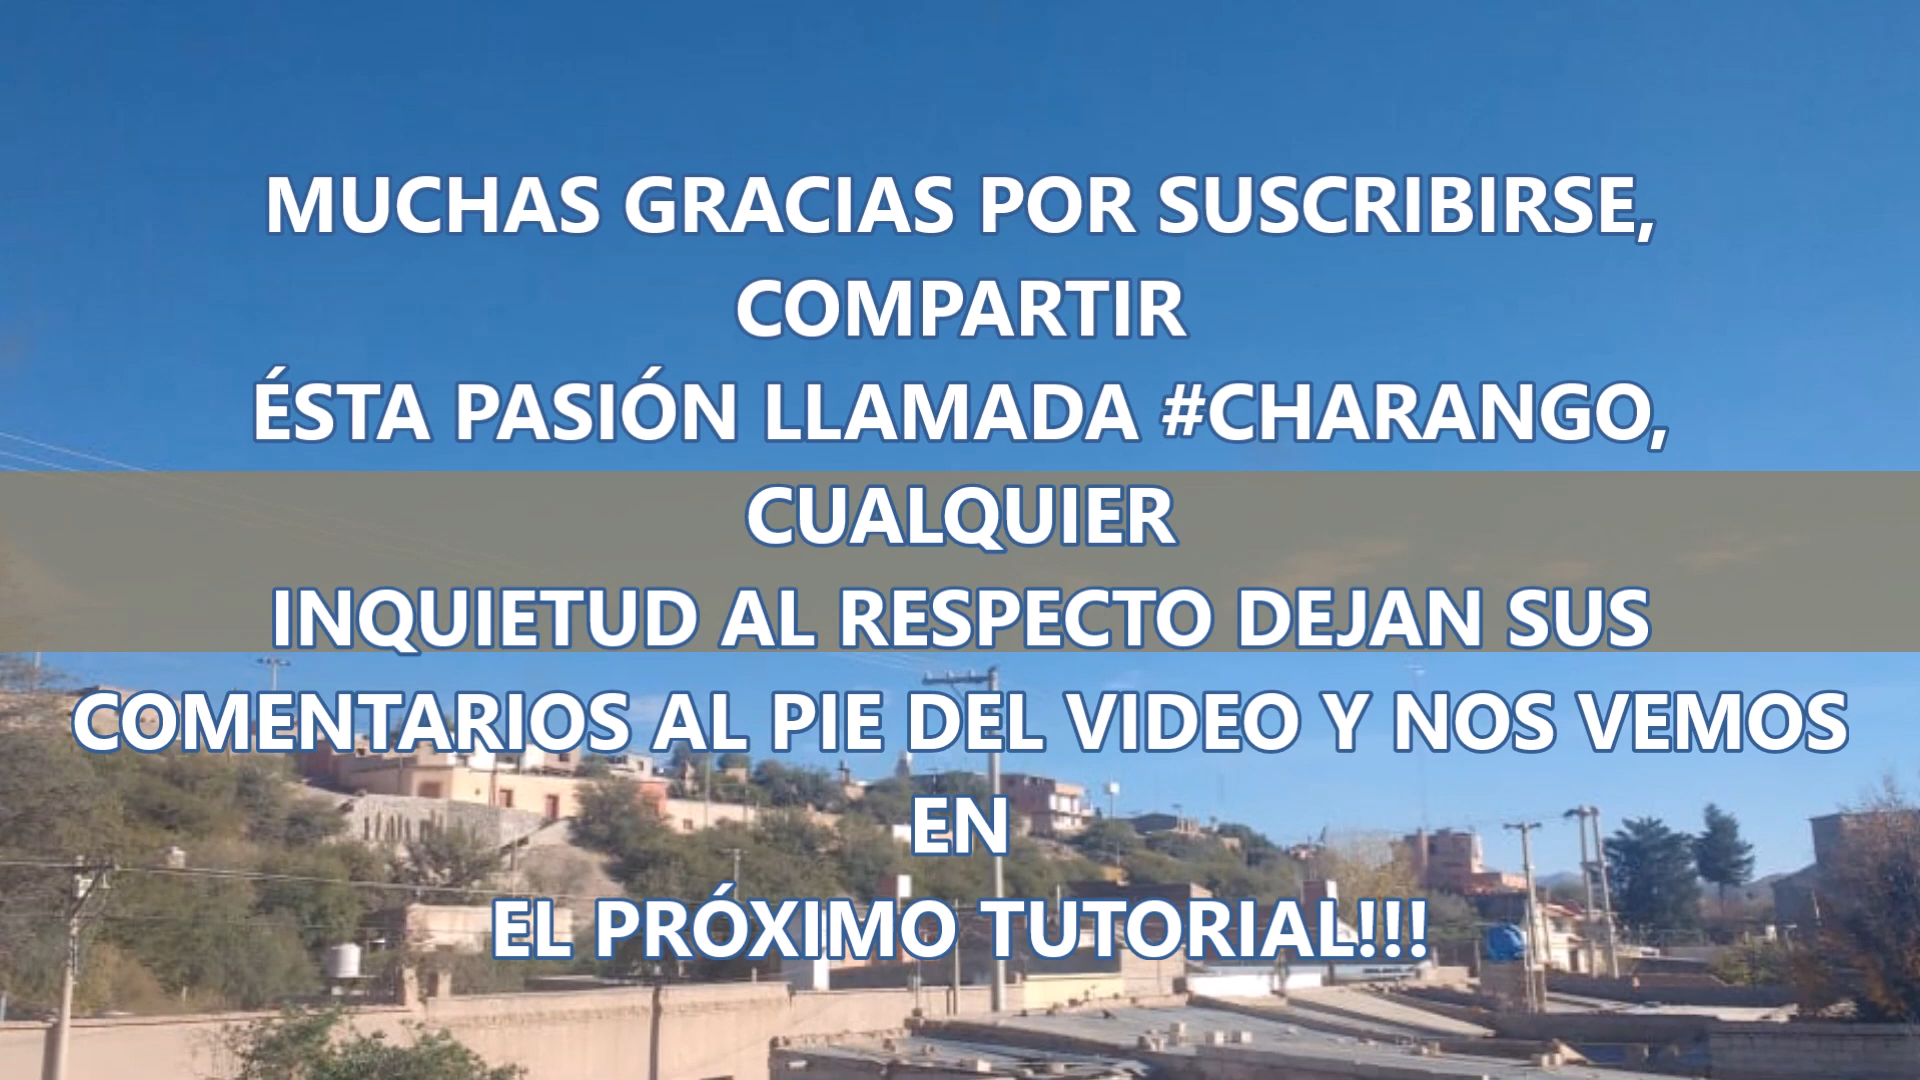 MUCHAS GRACIAS POR SUSCRIBIRSE,
COMPARTIR
ÉSTA PASIÓN LLAMADA #CHARANGO,
CUALQUIER
INQUIETUD AL RESPECTO DEJAN SUS
COMENTARIOS AL PIE DEL VIDEO Y NOS VEMOS
EN
EL PRÓXIMO TUTORIAL!!!